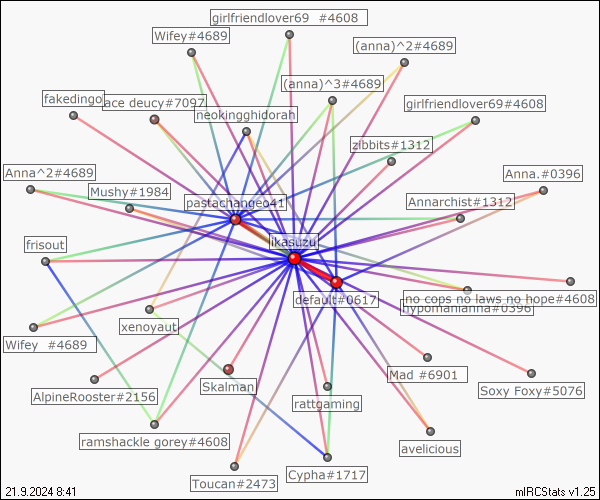 girlfriendlover69 #4608
Wifey#4689
(anna)^2#4689
(anna)^3#4689
fakedingo
ace deucy#7097
girlfriendlover69#4608
neokingghidorah
zibbits#1312
Anna^2#4689
Anna.#0396
Mushy#1984
pastachangeo41
Annarchist#1312
frisout
ikasuzu
default#0617
no cops no laws no hope#4608
hypomanianna#0396
xenoyaut
Wifey #4689
Mad #6901
Skalman
Soxy Foxy#5076
AlpineRooster#2156
rattgaming
ramshackle gorey#4608
avelicious
Cypha#1717
Toucan#2473
21.9.2024 8:41
mIRCStats v1.25